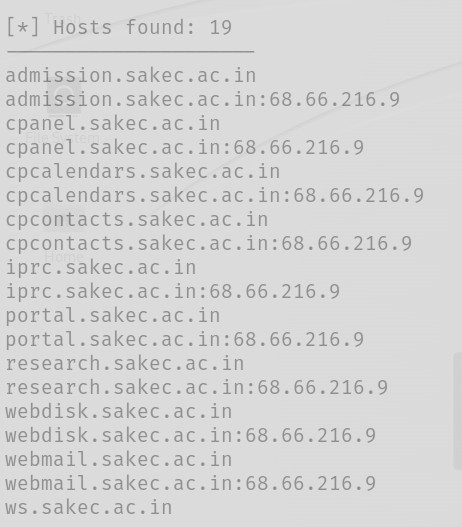 [*] Hosts found: 19
---------------------
admission.sakec.ac.in
admission.sakec.ac.in:68.66.216.9
cpanel.sakec.ac.in
cpanel.sakec.ac.in:68.66.216.9
cpcalendars.sakec.ac.in
cpcalendars.sakec.ac.in:68.66.216.9
cpcontacts.sakec.ac.in
cpcontacts.sakec.ac.in:68.66.216.9
iprc.sakec.ac.in
iprc.sakec.ac.in:68.66.216.9
portal.sakec.ac.in
portal.sakec.ac.in:68.66.216.9
research.sakec.ac.in
research.sakec.ac.in:68.66.216.9
webdisk.sakec.ac.in
webdisk.sakec.ac.in:68.66.216.9
webmail.sakec.ac.in
webmail.sakec.ac.in:68.66.216.9
ws.sakec.ac.in
Trash
File System
Home